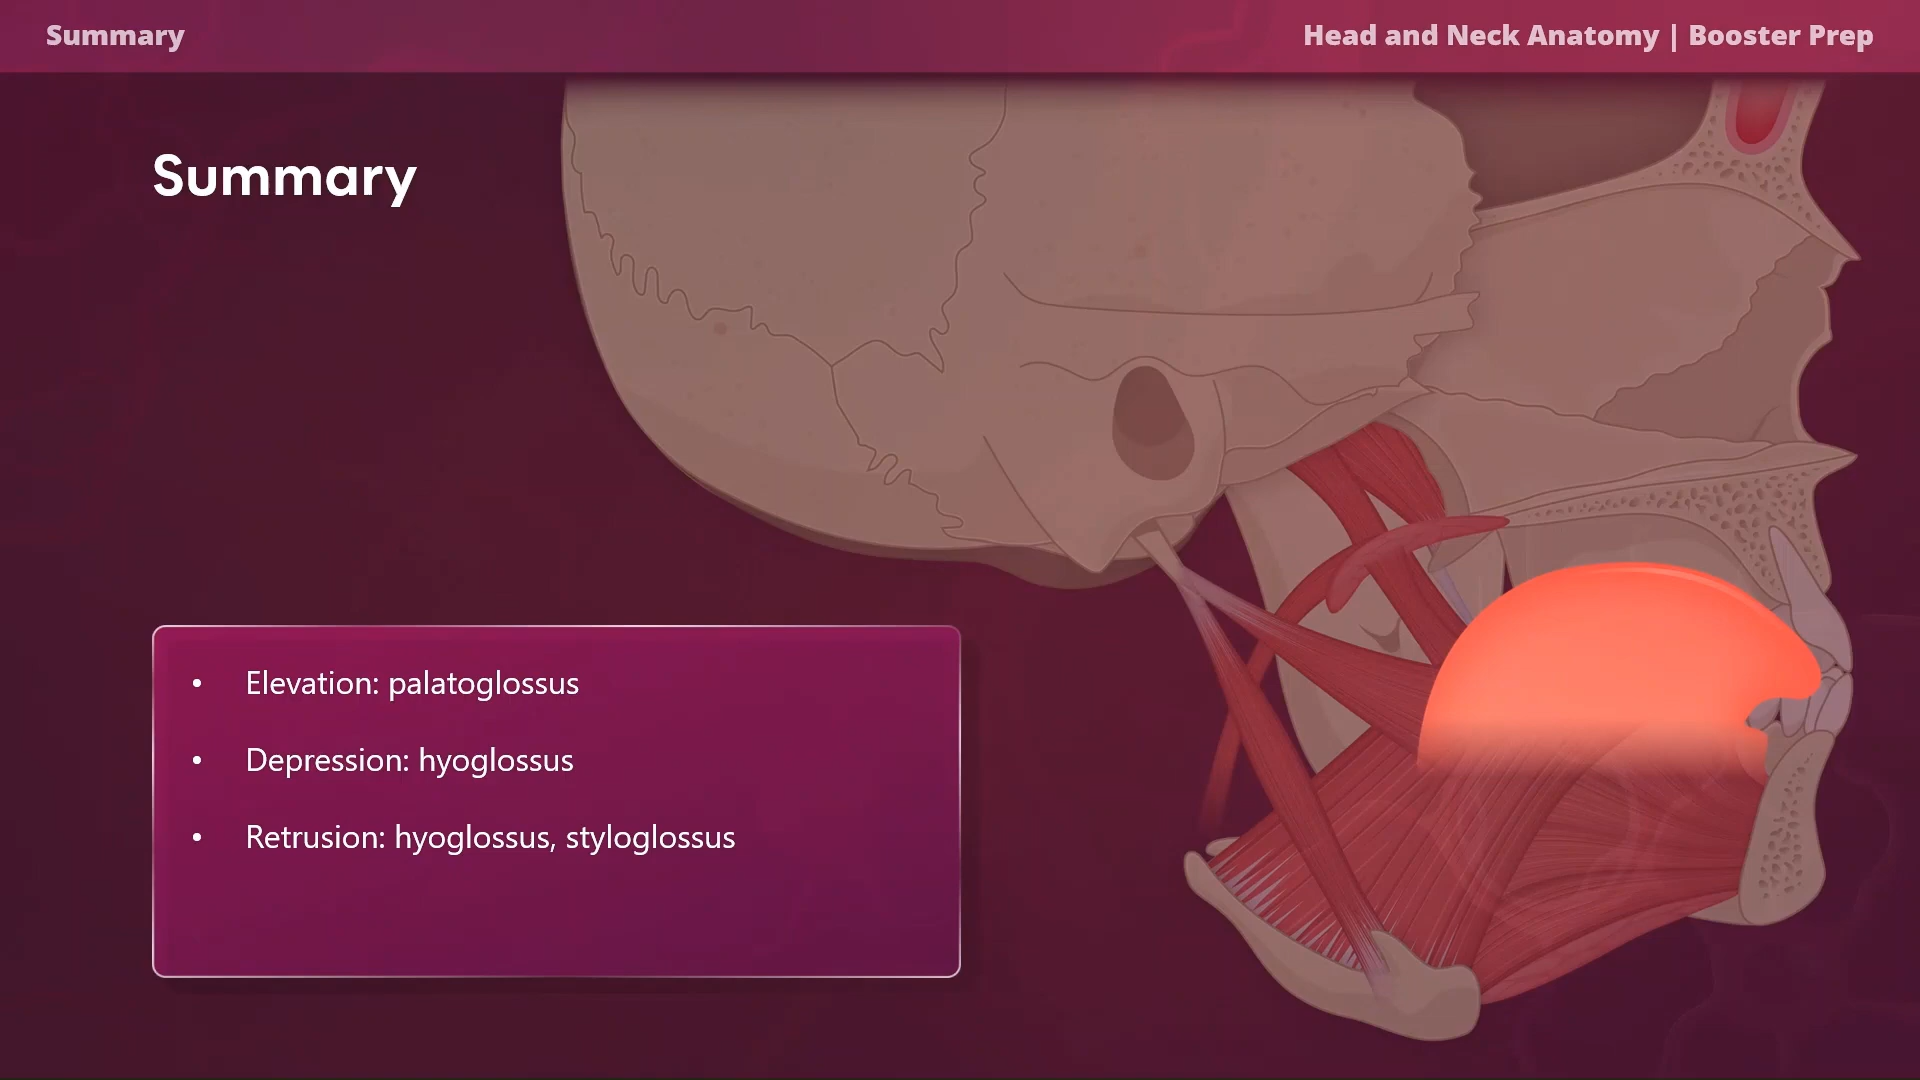 Summary
Head and Neck Anatomy | Booster Prep
Summary
• Elevation: palatoglossus
• Depression: hyoglossus
• Retrusion: hyoglossus, styloglossus